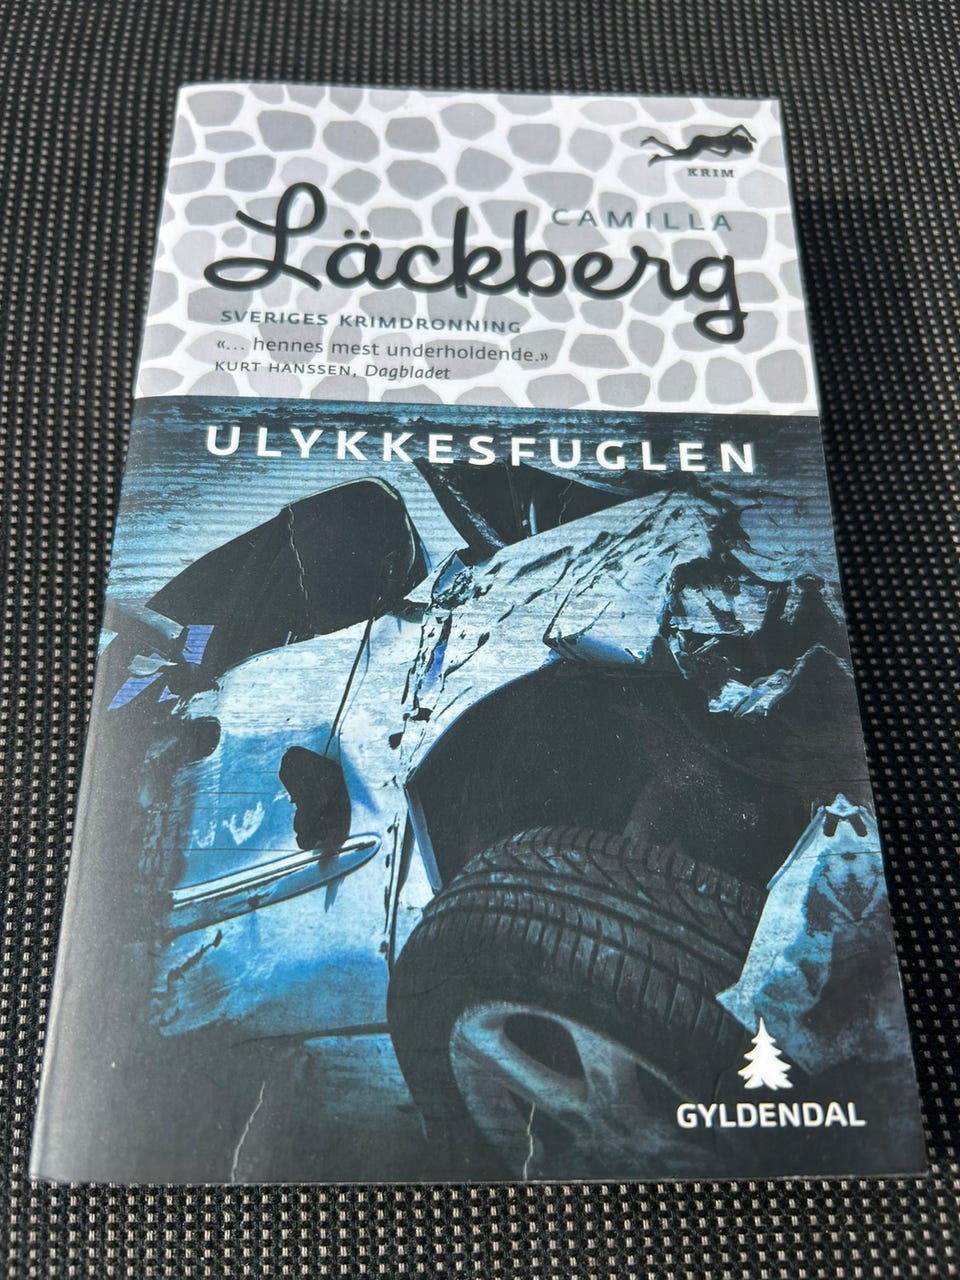 KRIM
CAMILLA
Läckberg
SVERIGES KRIMDRONNING
«... hennes mest underholdende.»
KURT HANSSEN, Dagbladet
ULYKKESFUGLEN
GYLDENDAL